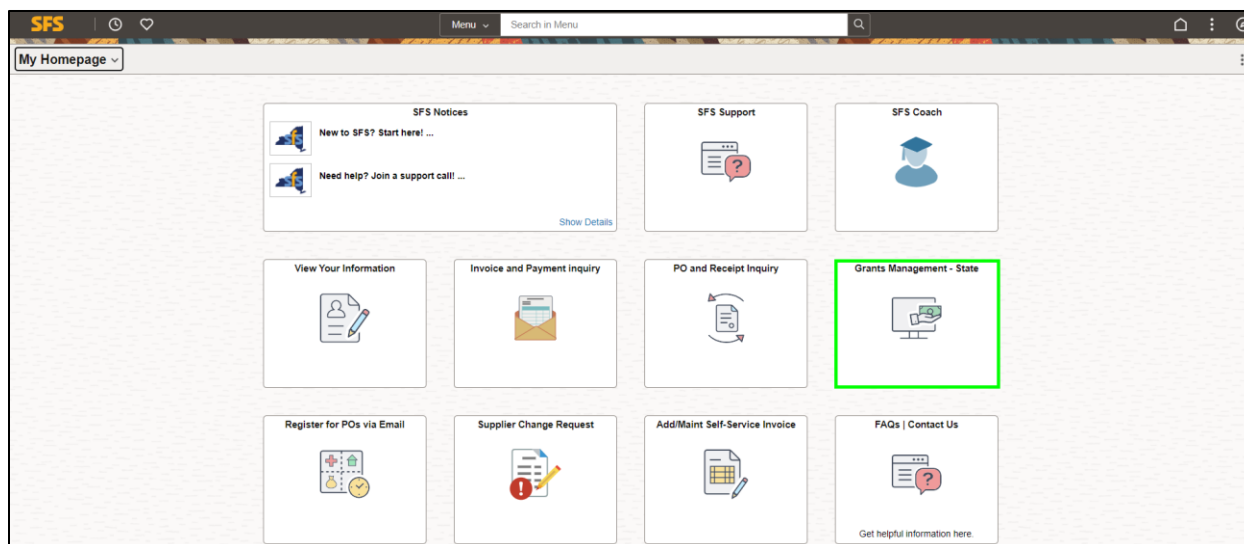 SFS
Menu
Search in Menu
My Homepage
SFS Notices
New to SFS? Start here! ...
Need help? Join a support call! ...
Show Details
SFS Support
?
SFS Coach
View Your Information
Invoice and Payment inquiry
PO and Receipt Inquiry
Grants Management - State
Register for POs via Email
Supplier Change Request
!
Add/Maint Self-Service Invoice
FAQs | Contact Us
?
Get helpful information here.